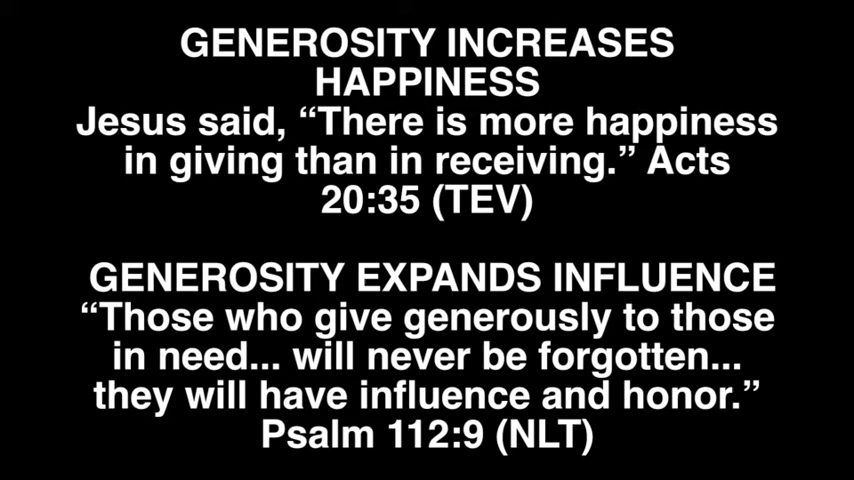 GENEROSITY INCREASES
HAPPINESS
Jesus said, “There is more happiness
in giving than in receiving.” Acts
20:35 (TEV)
GENEROSITY EXPANDS INFLUENCE
“Those who give generously to those
in need... will never be forgotten...
they will have influence and honor.”
Psalm 112:9 (NLT)